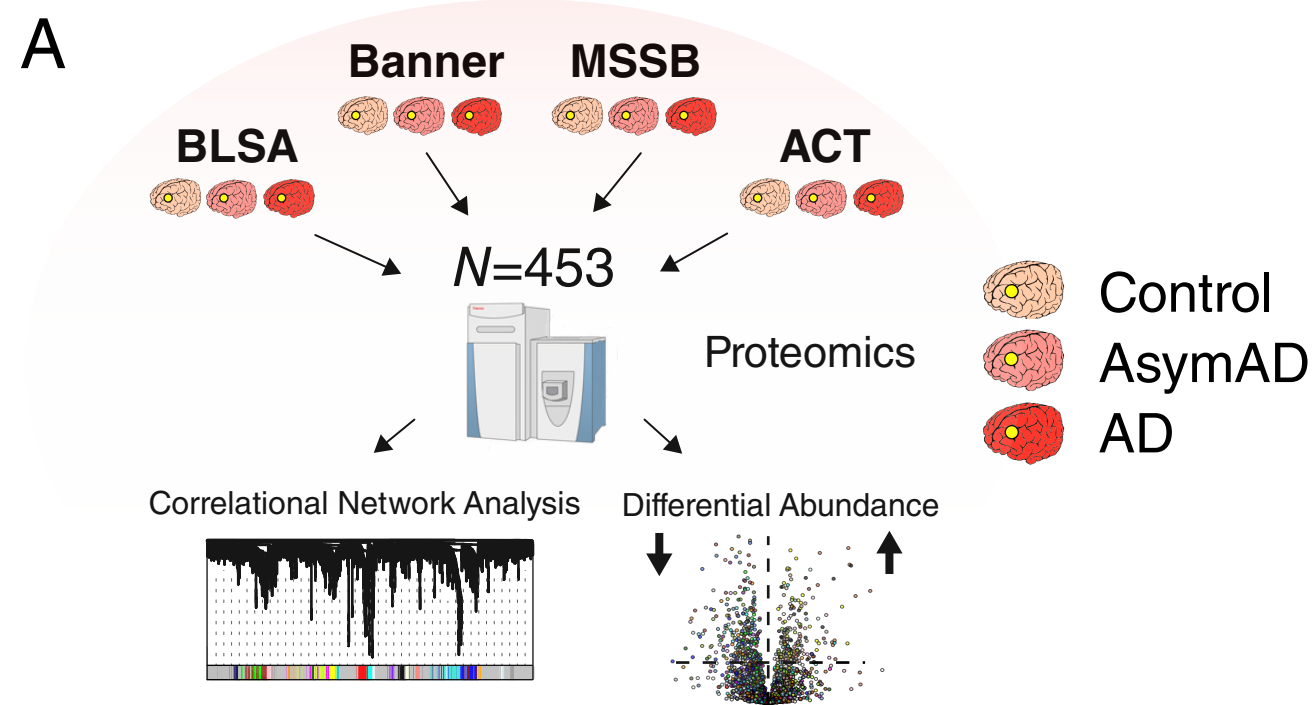 A
Banner
MSSB
BLSA
ACT
N=453
Proteomics
Control
AsymAD
AD
Correlational Network Analysis
Differential Abundance